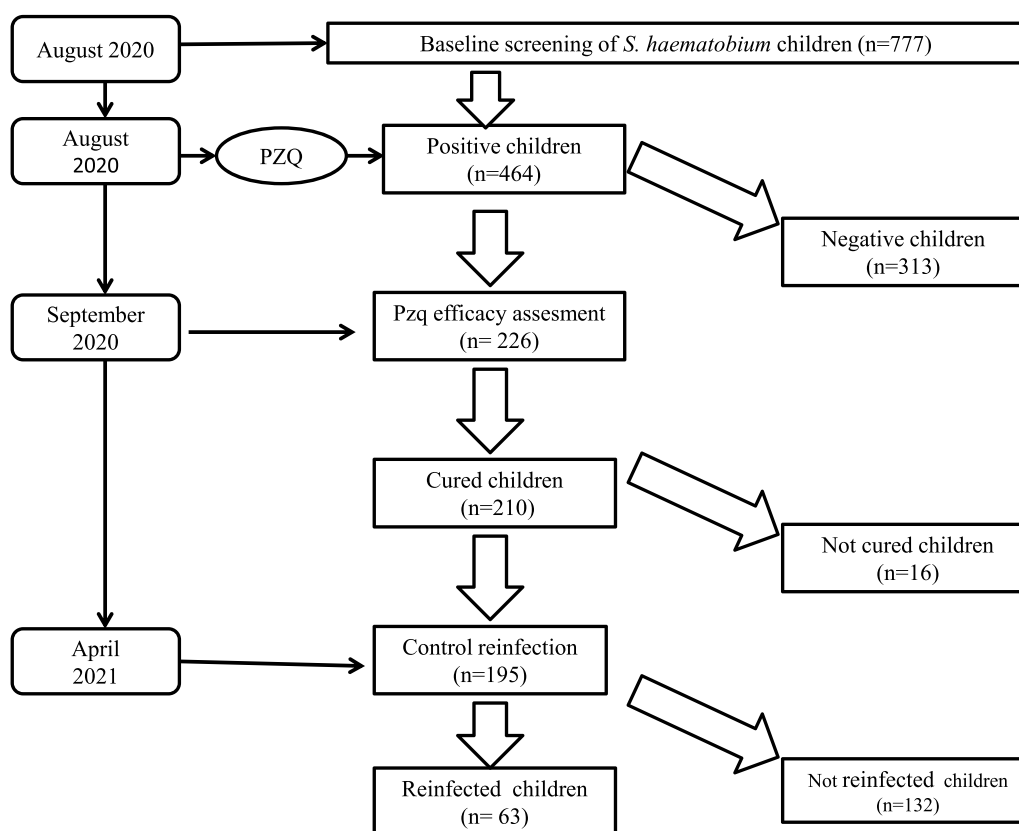 August 2020
Baseline screening of S. haematobium children (n=777)
August
2020
PZQ
Positive children
(n=464)
Negative children
(n=313)
September
2020
Pzq efficacy assesment
(n= 226)
Cured children
(n=210)
Not cured children
(n=16)
April
2021
Control reinfection
(n=195)
Reinfected children
(n= 63)
Not reinfected children
(n=132)